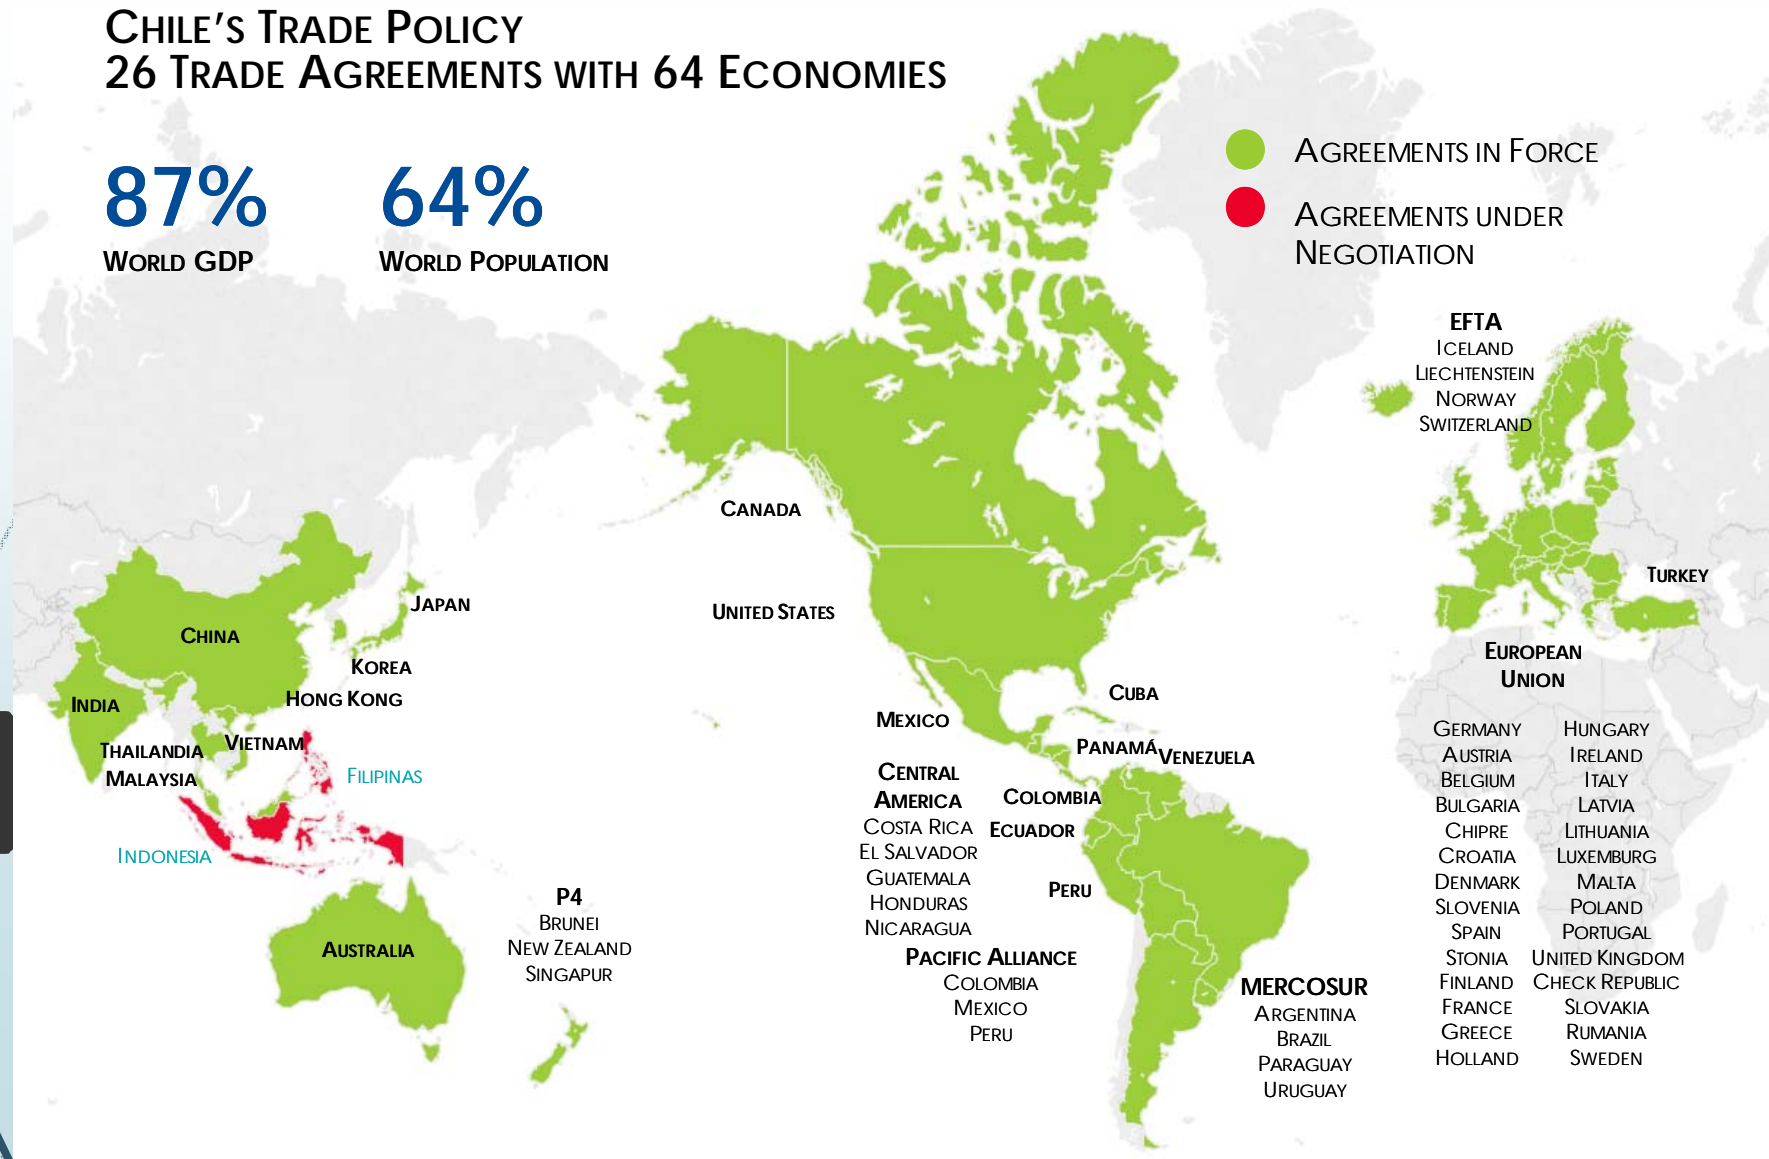 CHILE'S TRADE POLICY
26 TRADE AGREEMENTS WITH 64 ECONOMIES
87%
WORLD GDP
64%
WORLD POPULATION
AGREEMENTS IN FORCE
AGREEMENTS UNDER
NEGOTIATION
EFTA
ICELAND
LIECHTENSTEIN
NORWAY
SWITZERLAND
CANADA
UNITED STATES
TURKEY
JAPAN
CHINA
KOREA
HONG KONG
INDIA
THAILANDIA
VIETNAM
MALAYSIA
FILIPINAS
INDONESIA
AUSTRALIA
P4
BRUNEI
NEW ZEALAND
SINGAPUR
CUBA
MEXICO
PANAMÁ
VENEZUELA
CENTRAL
AMERICA
COSTA RICA
EL SALVADOR
GUATEMALA
HONDURAS
NICARAGUA
COLOMBIA
ECUADOR
PERU
PACIFIC ALLIANCE
COLOMBIA
MEXICO
PERU
MERCOSUR
ARGENTINA
BRAZIL
PARAGUAY
URUGUAY
EUROPEAN
UNION
GERMANY
AUSTRIA
BELGIUM
BULGARIA
CHIPRE
CROATIA
DENMARK
SLOVENIA
SPAIN
STONIA
FINLAND
FRANCE
GREECE
HOLLAND
HUNGARY
IRELAND
ITALY
LATVIA
LITHUANIA
LUXEMBURG
MALTA
POLAND
PORTUGAL
UNITED KINGDOM
CHECK REPUBLIC
SLOVAKIA
RUMANIA
SWEDEN